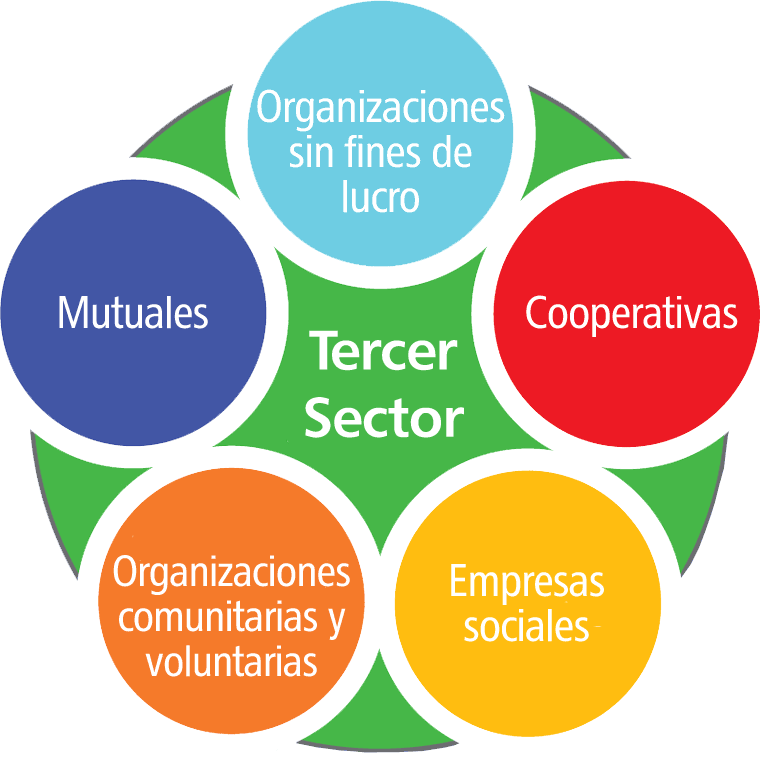 Organizaciones
sin fines de
lucro
Mutuales
Cooperativas
Tercer
Sector
Organizaciones
comunitarias y
voluntarias
Empresas
sociales